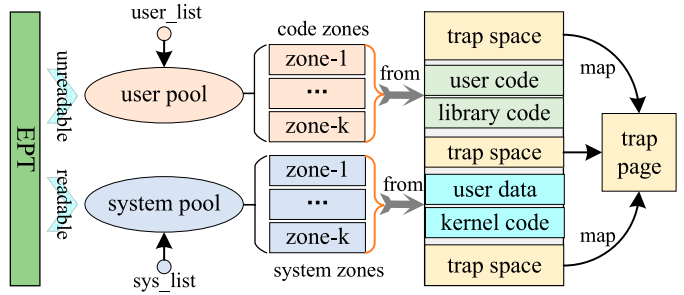 user_list
code zones
EPT
unreadable
user pool
zone-1
...
zone-k
from
readable
system pool
zone-1
...
zone-k
from
system zones
sys_list
trap space
user code
library code
trap space
user data
kernel code
trap space
map
map
trap
page